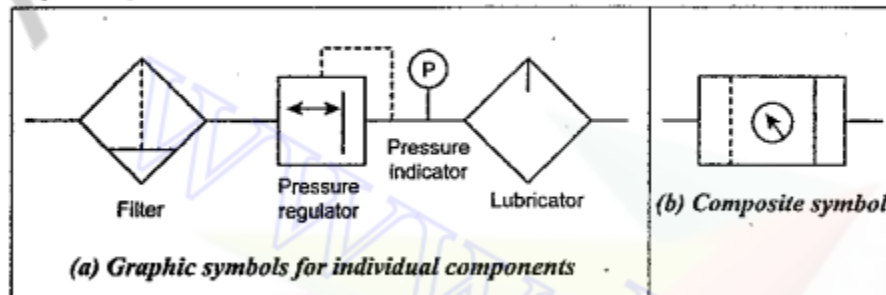 P
Filter
Pressure
regulator
Pressure
indicator
Lubricator
(a) Graphic symbols for individual components
(b) Composite symbol